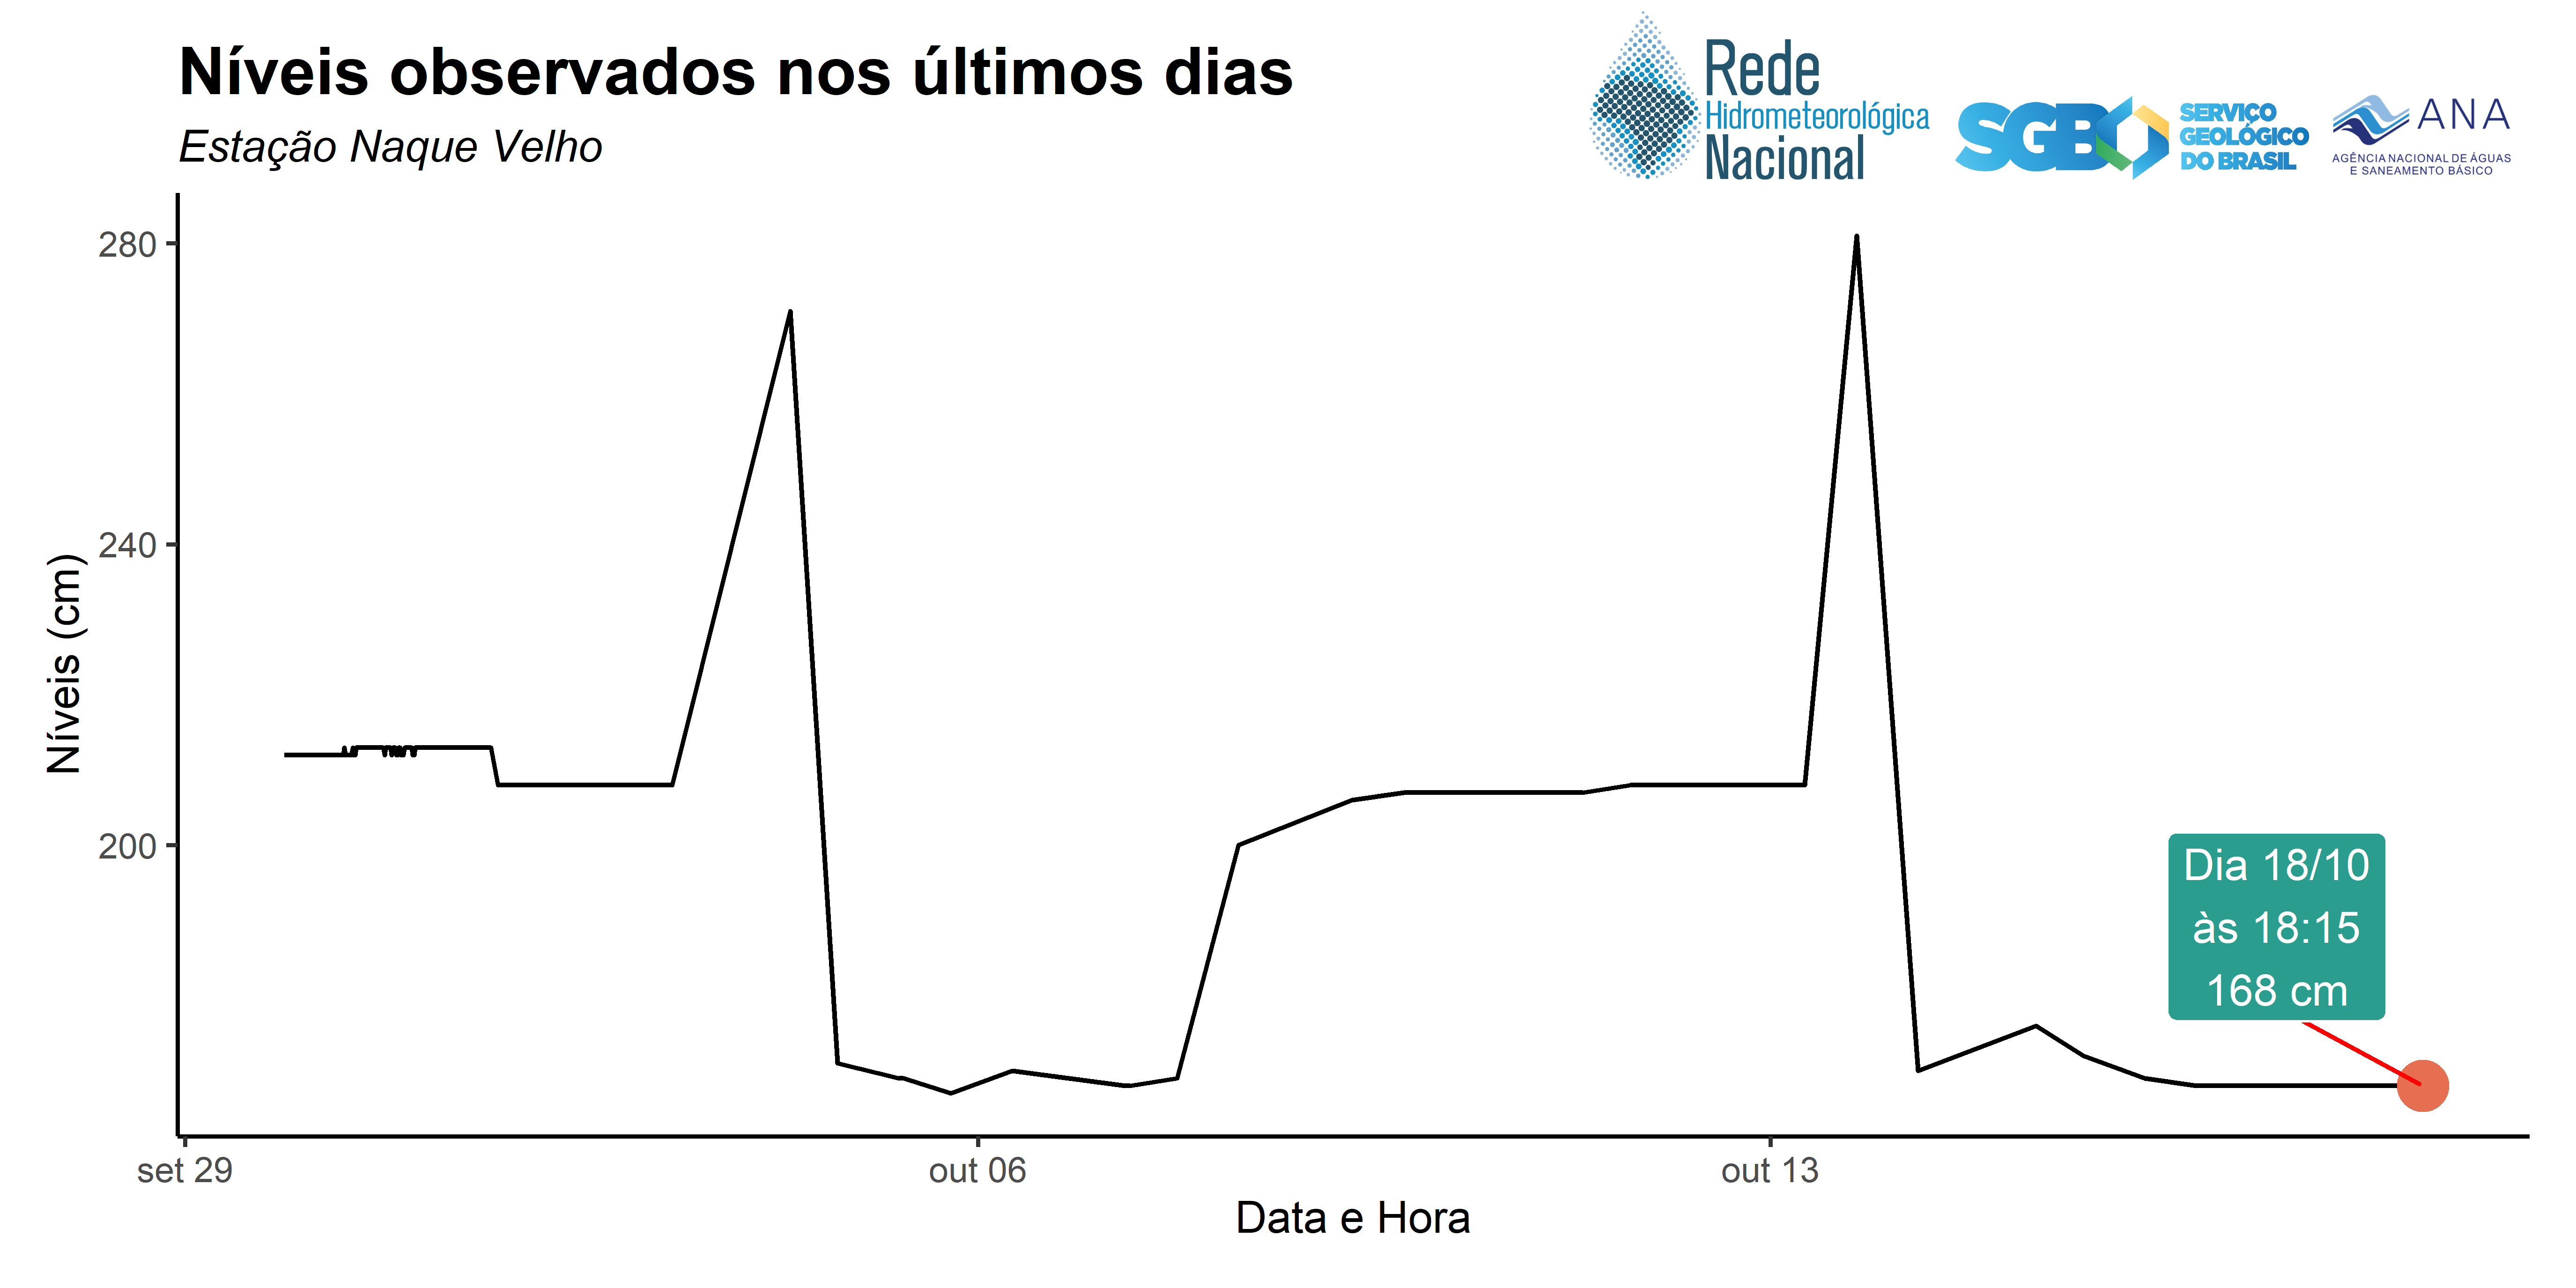 Níveis observados nos últimos dias
Estação Naque Velho
Rede
Hidrometeorológica
Nacional
SGB
SERVIÇO
GEOLÓGICO
DO BRASIL
ANA
AGÊNCIA NACIONAL DE ÁGUAS
E SANEAMENTO BÁSICO
280
240
200
Níveis (cm)
Dia 18/10
às 18:15
168 cm
set 29
out 06
out 13
Data e Hora